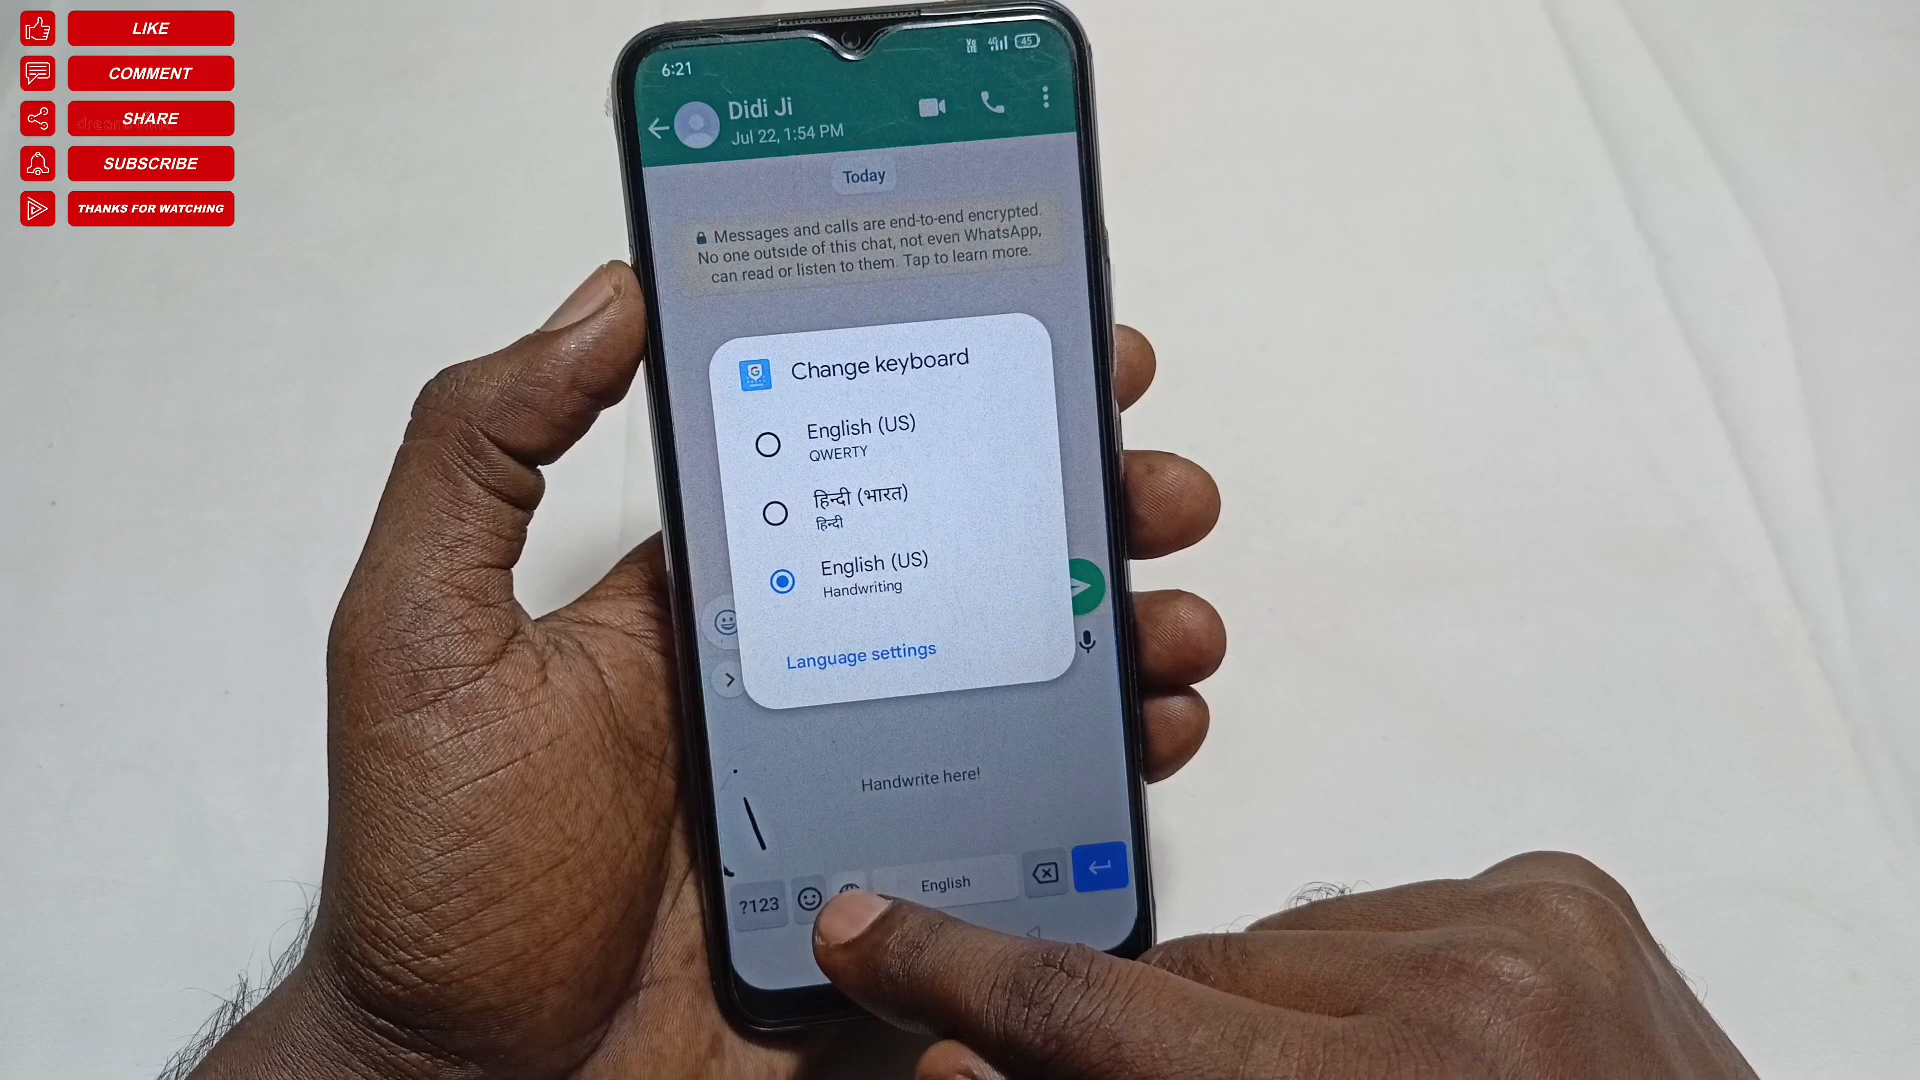 LIKE
COMMENT
SHARE
SUBSCRIBE
THANKS FOR WATCHING
6:21
4G
45
Didi Ji
Jul 22, 1:54 PM
Today
Messages and calls are end-to-end encrypted.
No one outside of this chat, not even WhatsApp,
can read or listen to them. Tap to learn more.
Change keyboard
English (US)
QWERTY
हिन्दी (भारत)
हिन्दी
English (US)
Handwriting
Language settings
Handwrite here!
?123
English